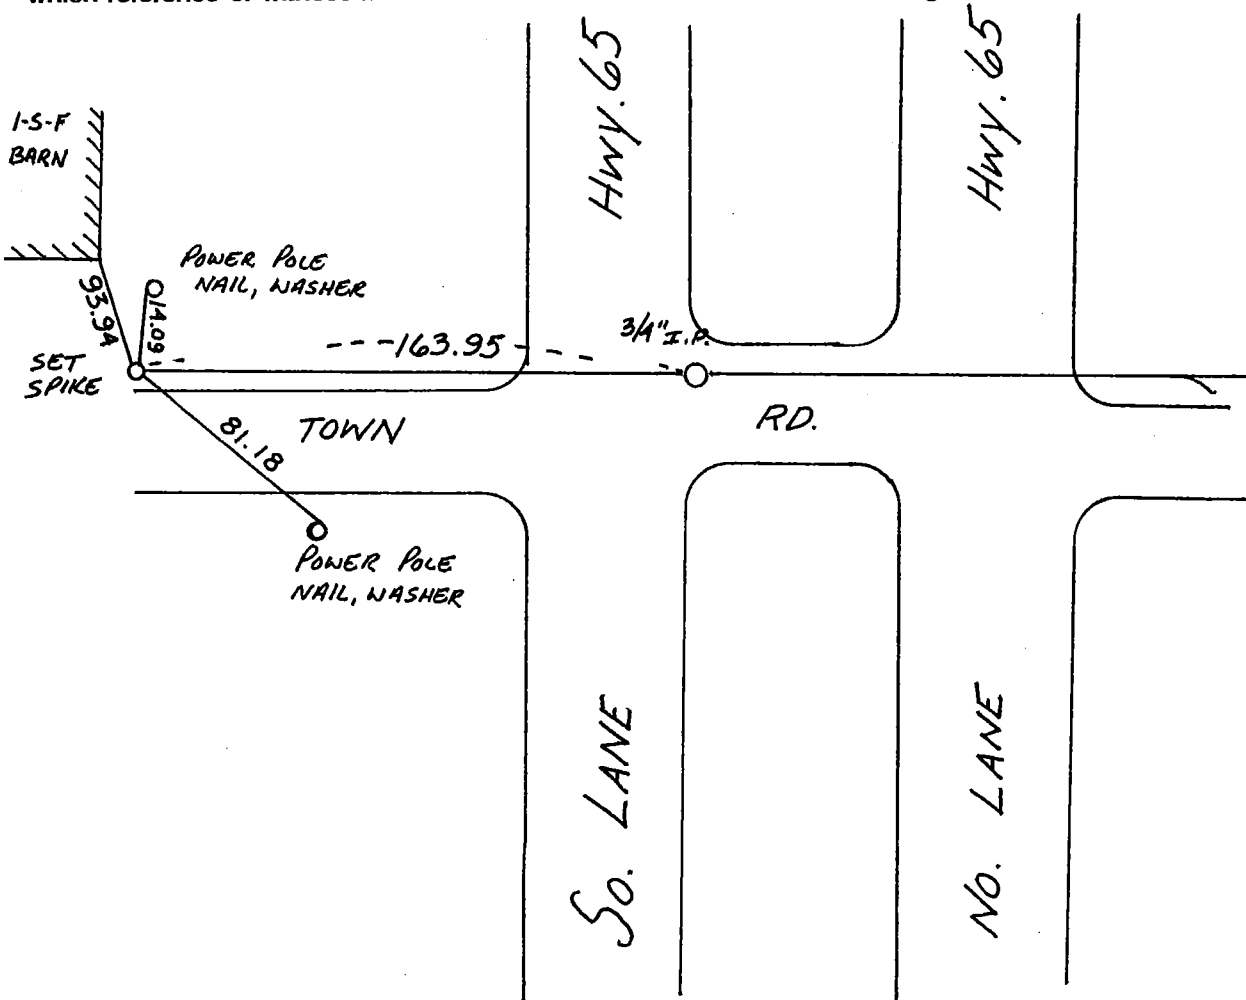 Hwy. 65
Hwy. 65
1-S-F
BARN
POWER POLE
NAIL, WASHER
93.94
14.09
163.95
3/4" I.P.
SET
SPIKE
TOWN
RD.
81.18
POWER POLE
NAIL, WASHER
So. LANE
No. LANE